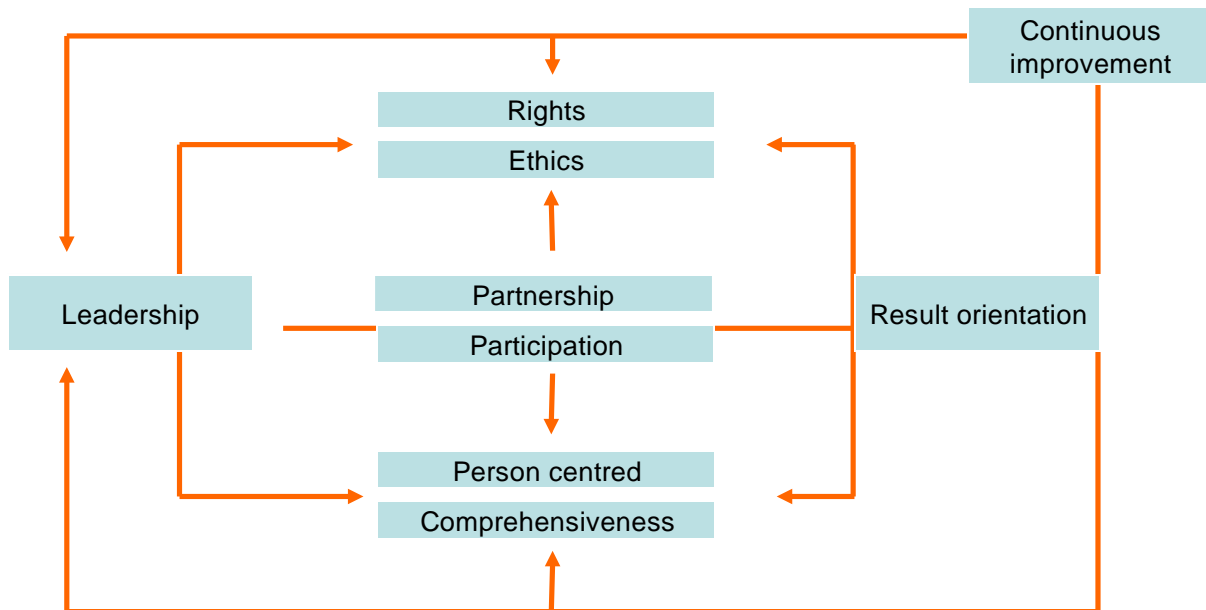 Continuous
improvement
Rights
Ethics
Leadership
Partnership
Participation
Result orientation
Person centred
Comprehensiveness